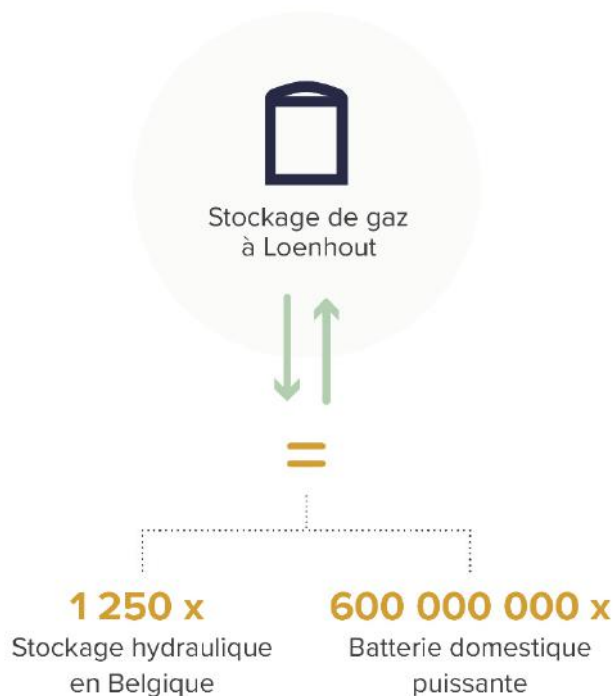 Stockage de gaz
à Loenhout
=
1 250 x
Stockage hydraulique
en Belgique
600 000 000 x
Batterie domestique
puissante